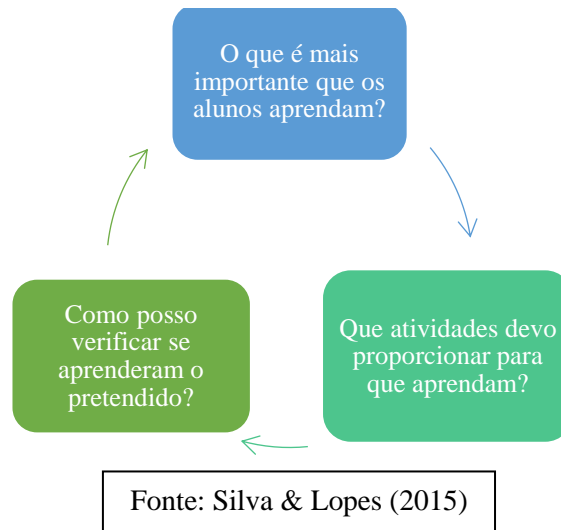 O que é mais
importante que os
alunos aprendam?
Que atividades devo
proporcionar para
que aprendam?
Como posso
verificar se
aprenderam o
pretendido?
Fonte: Silva & Lopes (2015)